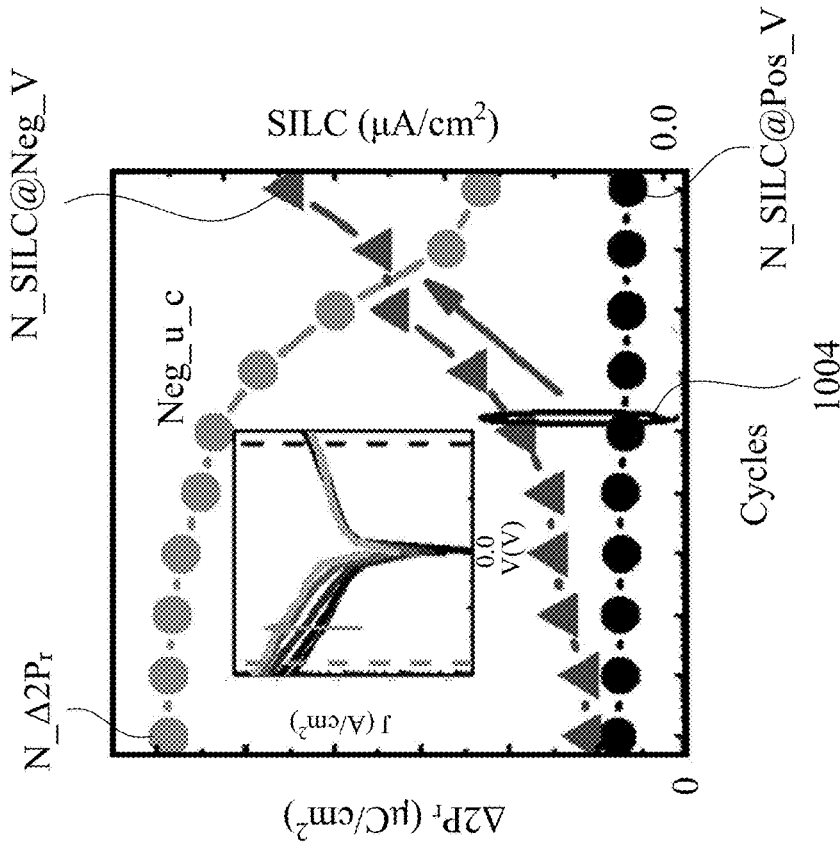 N_Δ2Pᵣ
N_SILC@Neg_V
Neg_u_c
Δ2Pᵣ (μC/cm²)
SILC (μA/cm²)
J (A/cm²)
0.0
V(V)
0
0.0
Cycles
1004
N_SILC@Pos_V